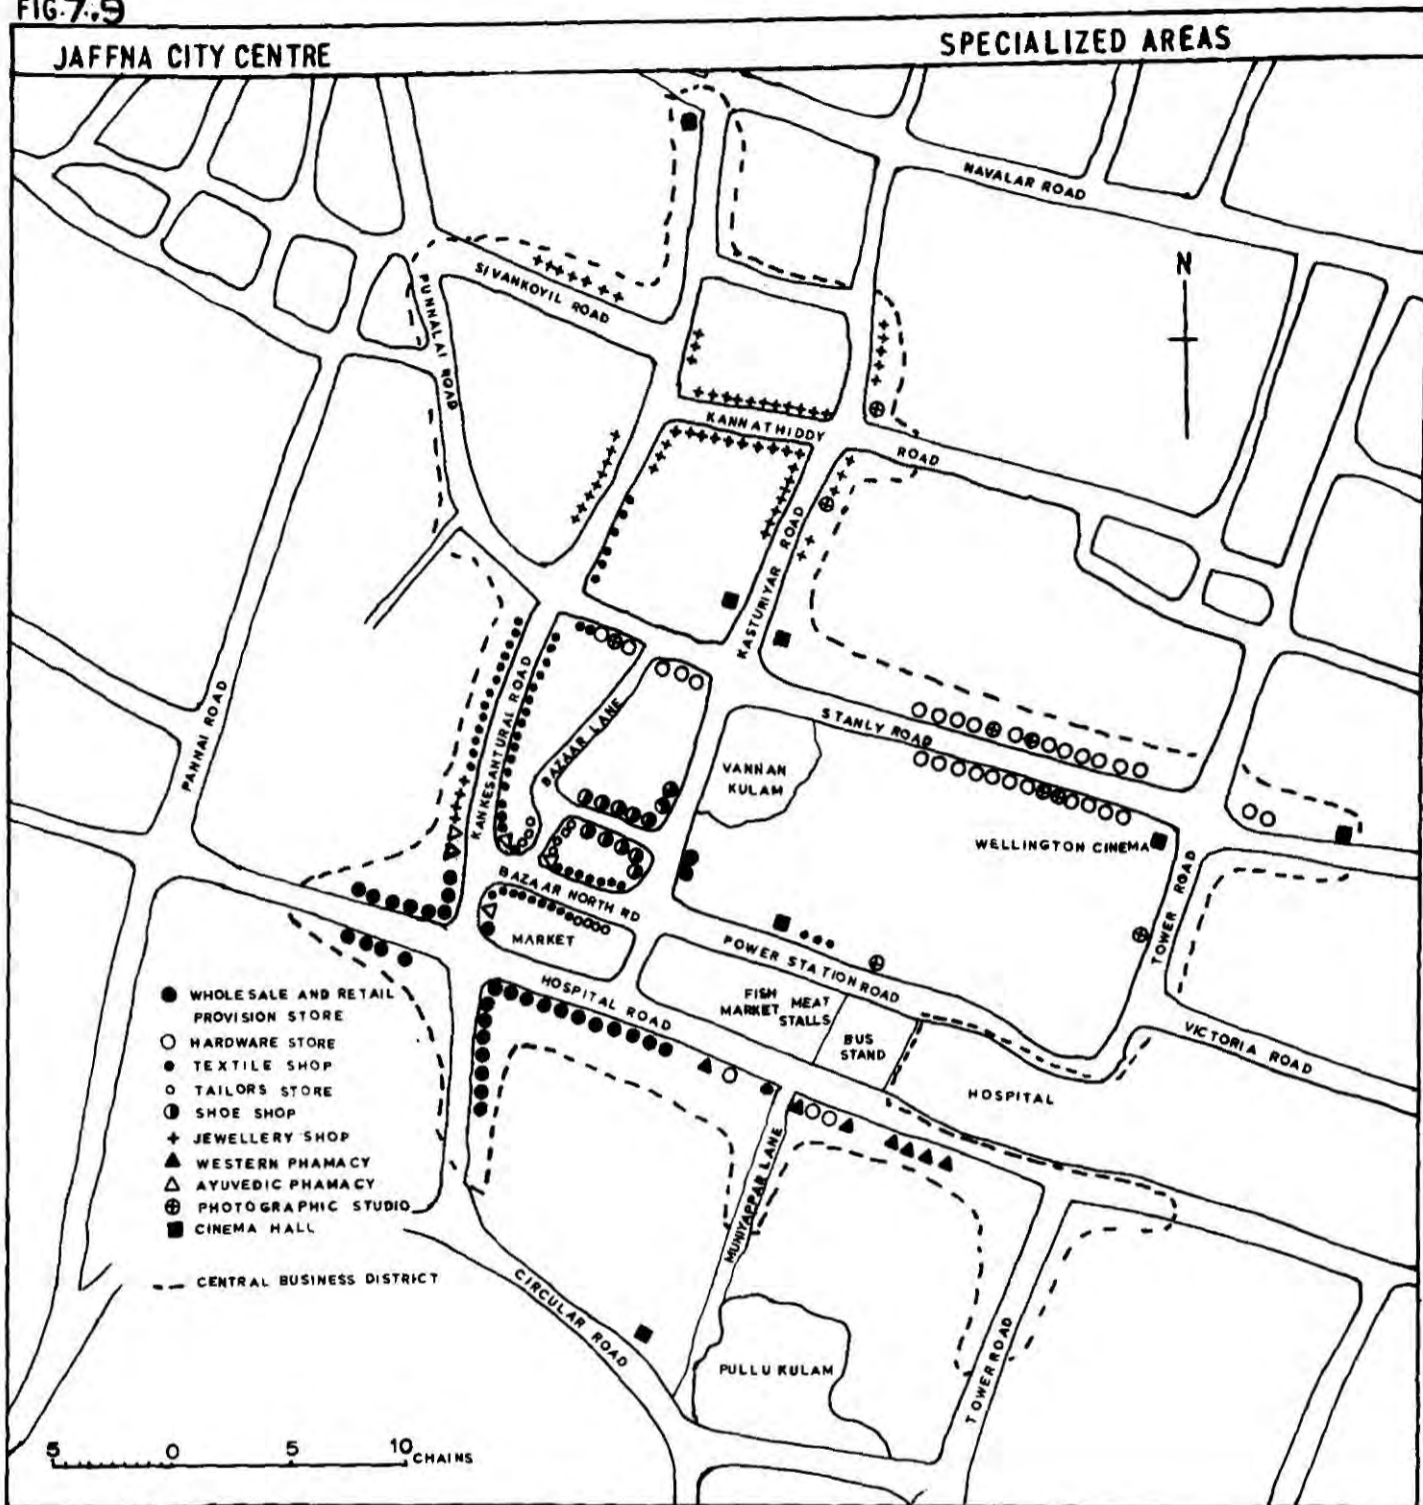 FIG.7.9
JAFFNA CITY CENTRE
SPECIALIZED AREAS
NAVALAR ROAD
N
SIVANKOYIL ROAD
PUNNALAI ROAD
KANNATHIDDY
ROAD
KASTURIYAR ROAD
KANKESANTURAI ROAD
BAZAAR LANE
PANNAI ROAD
STANLY ROAD
VANNAN
KULAM
WELLINGTON CINEMA
TOWER ROAD
BAZAAR NORTH RD
MARKET
POWER STATION ROAD
HOSPITAL ROAD
FISH
MARKET
MEAT
STALLS
BUS
STAND
VICTORIA ROAD
HOSPITAL
WHOLESALE AND RETAIL
PROVISION STORE
HARDWARE STORE
TEXTILE SHOP
TAILORS STORE
SHOE SHOP
JEWELLERY SHOP
WESTERN PHAMACY
AYUVEDIC PHAMACY
PHOTOGRAPHIC STUDIO
CINEMA HALL
CENTRAL BUSINESS DISTRICT
MUNIYAPPAR LANE
CIRCULAR ROAD
PULLU KULAM
TOWER ROAD
5 0 5 10 CHAINS